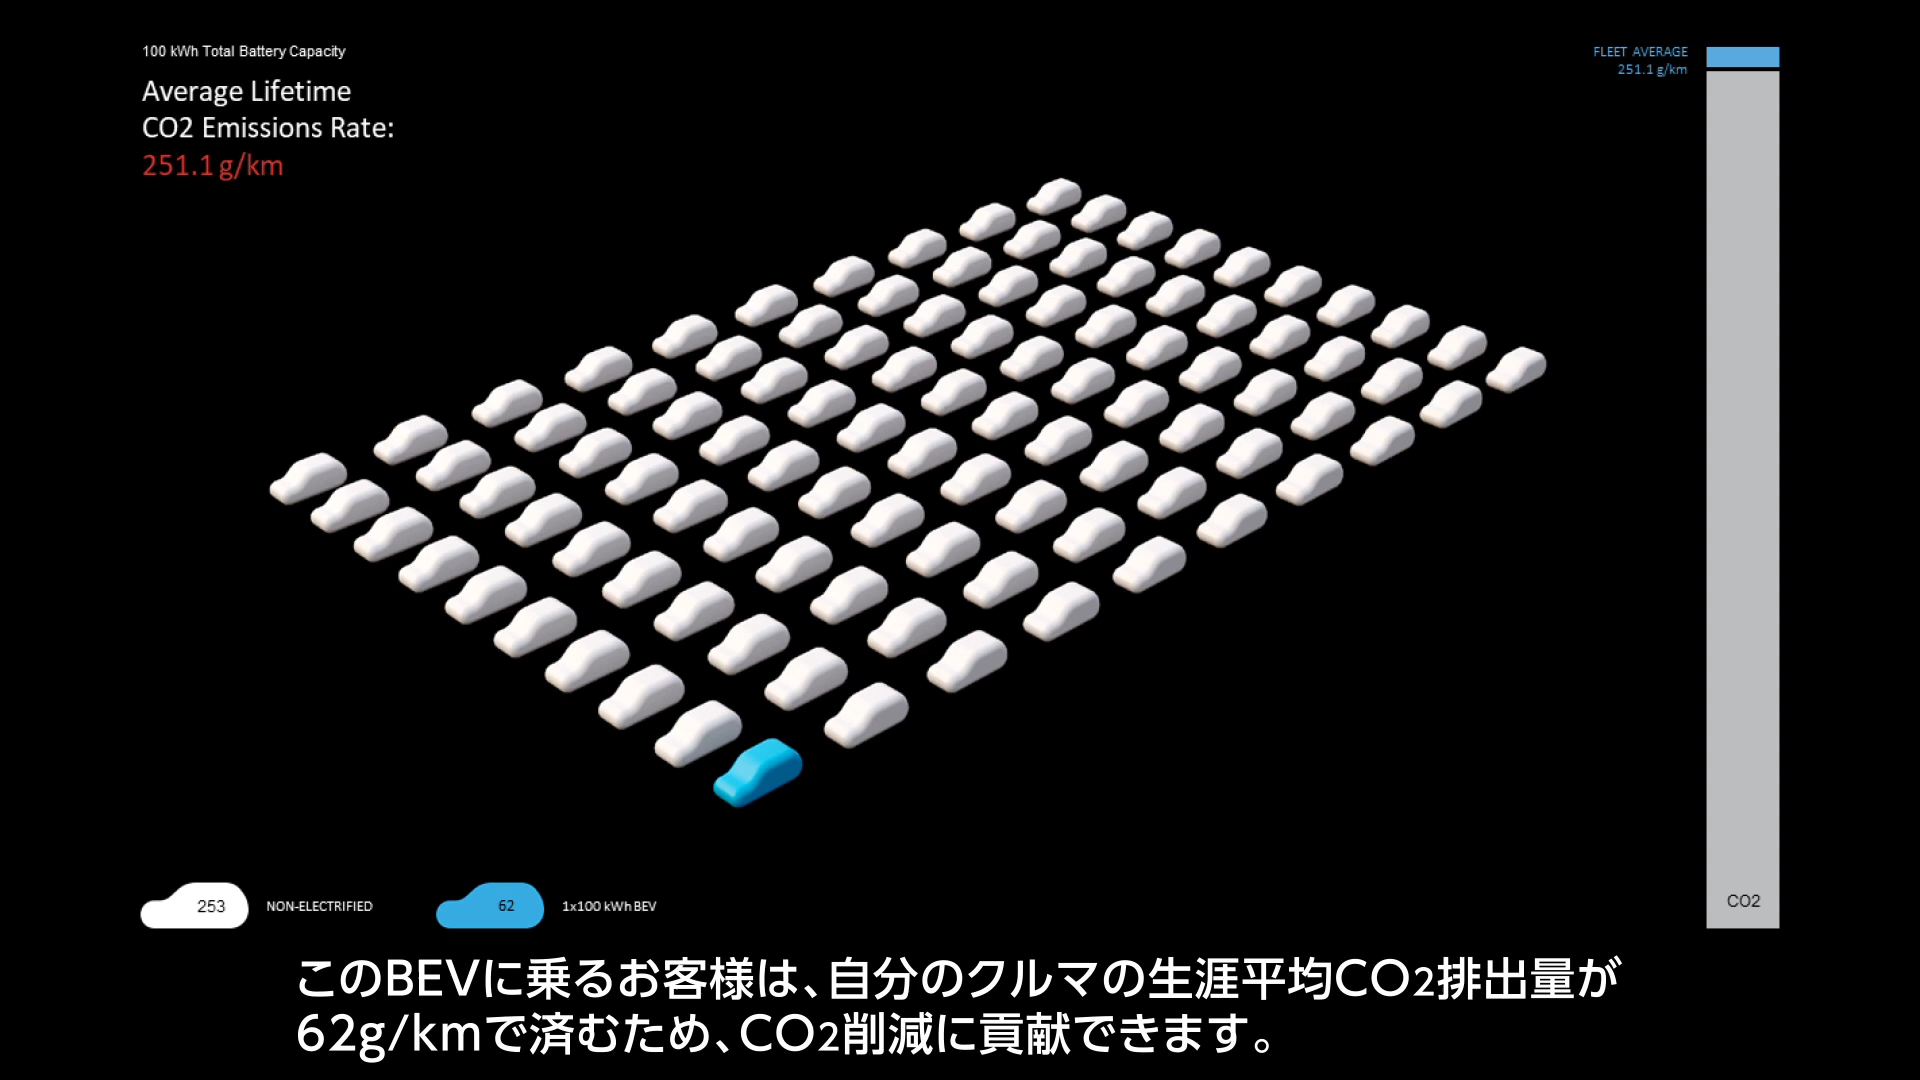 100 kWh Total Battery Capacity
Average Lifetime
CO2 Emissions Rate:
251.1 g/km
FLEET AVERAGE
251.1 g/km
CO2
253
NON-ELECTRIFIED
62
1x100 kWh BEV
このBEVに乗るお客様は、自分のクルマの生涯平均CO2排出量が
62g/kmで済むため、CO2削減に貢献できます。